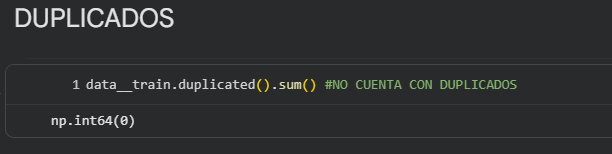 DUPLICADOS
1 data__train.duplicated().sum() #NO CUENTA CON DUPLICADOS
np.int64(0)